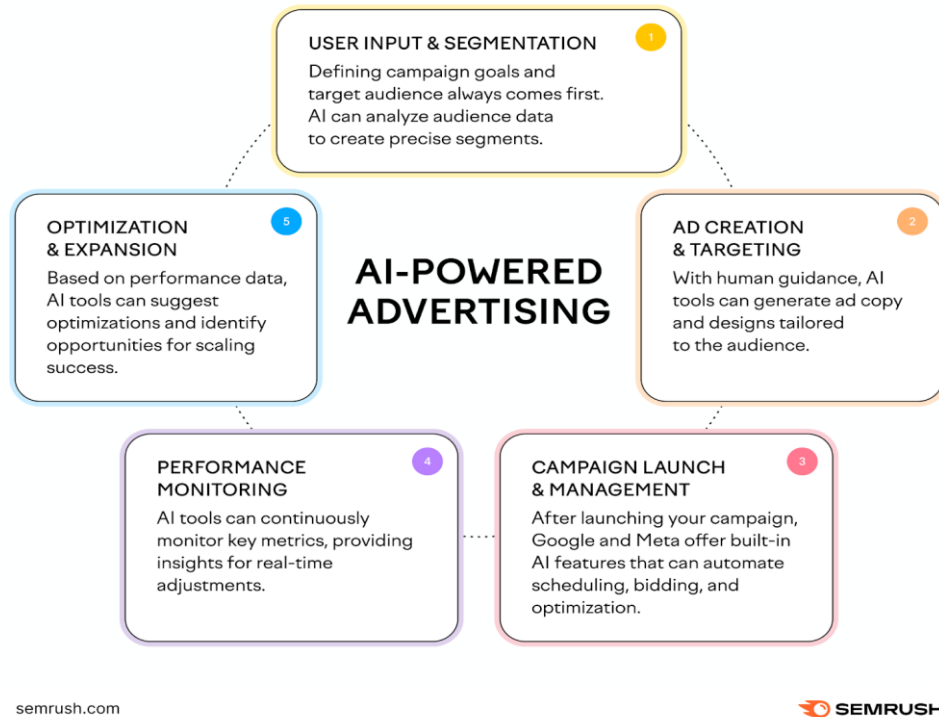 USER INPUT & SEGMENTATION
1
Defining campaign goals and
target audience always comes first.
AI can analyze audience data
to create precise segments.
AD CREATION
& TARGETING
2
With human guidance, AI
tools can generate ad copy
and designs tailored
to the audience.
CAMPAIGN LAUNCH
& MANAGEMENT
3
After launching your campaign,
Google and Meta offer built-in
AI features that can automate
scheduling, bidding, and
optimization.
PERFORMANCE
MONITORING
4
AI tools can continuously
monitor key metrics, providing
insights for real-time
adjustments.
OPTIMIZATION
& EXPANSION
5
Based on performance data,
AI tools can suggest
optimizations and identify
opportunities for scaling
success.
AI-POWERED
ADVERTISING
semrush.com
SEMRUSH